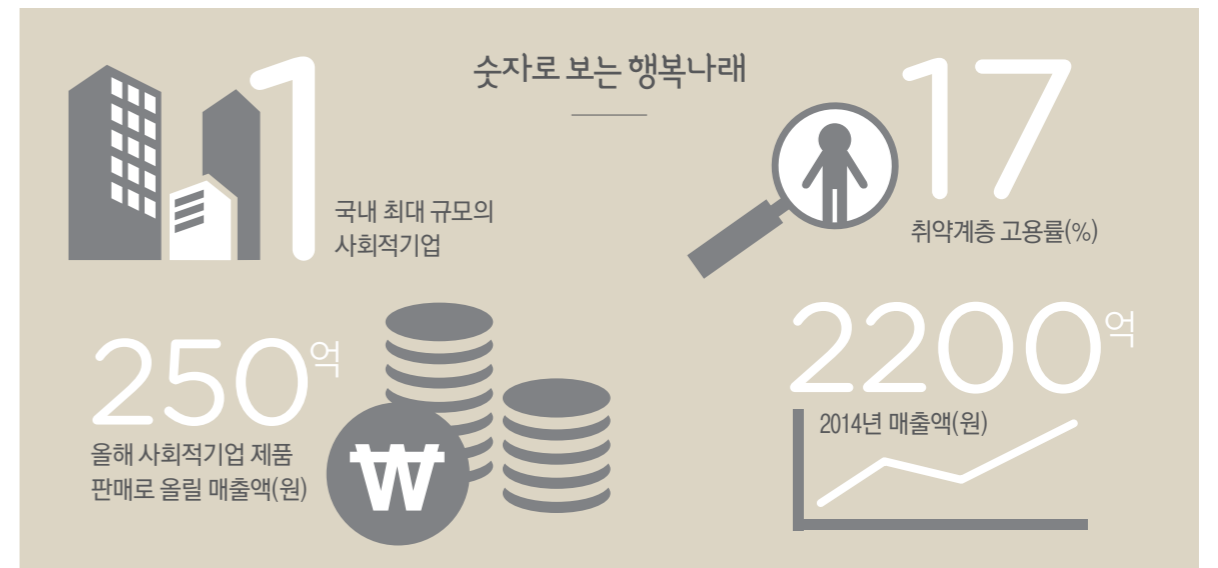 숫자로 보는 행복나래
1
국내 최대 규모의
사회적기업
17
취약계층 고용률(%)
250억
올해 사회적기업 제품
판매로 올릴 매출액(원)
₩
2200억
2014년 매출액(원)